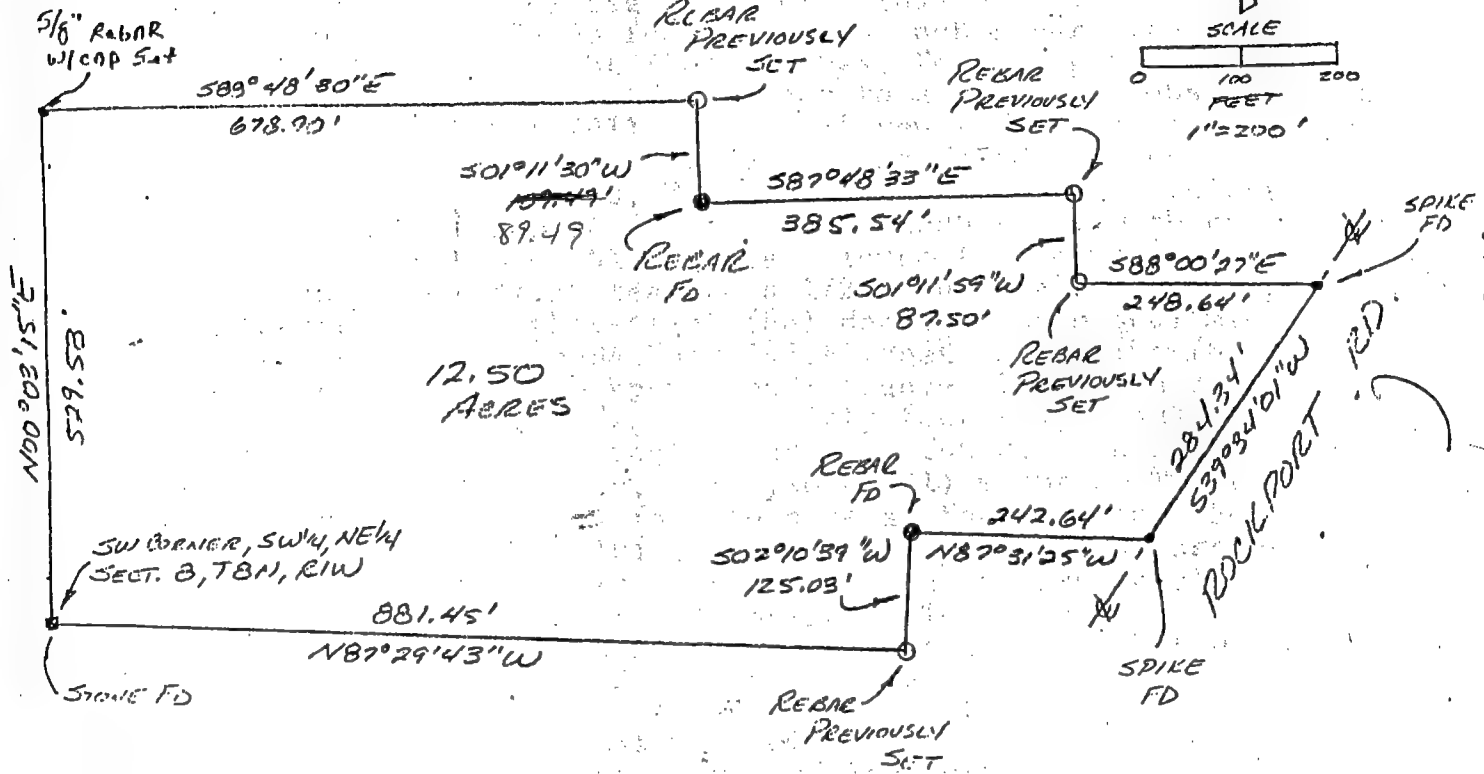 5/8" RebAR
w/cap Set
S89°48'30"E
678.70'
REBAR
PREVIOUSLY
SET
SCALE
0 100 200
FEET
1"=200'
REBAR
PREVIOUSLY
SET
S01°11'30"W
109.49'
89.49
REBAR
FD
S87°48'33"E
385.54'
S01°11'59"W
87.50'
S88°00'27"E
248.64'
SPIKE
FD
REBAR
PREVIOUSLY
SET
529.58'
N00°03'15"E
12.50
ACRES
284.34'
S39°34'01"W
ROCKPORT RD.
REBAR
FD
242.64'
N87°31'25"W
S02°10'39"W
125.03'
SW CORNER, SW1/4, NE1/4
SECT. 8, T8N, R1W
881.45'
N87°29'43"W
STONE FD
REBAR
PREVIOUSLY
SET
SPIKE
FD